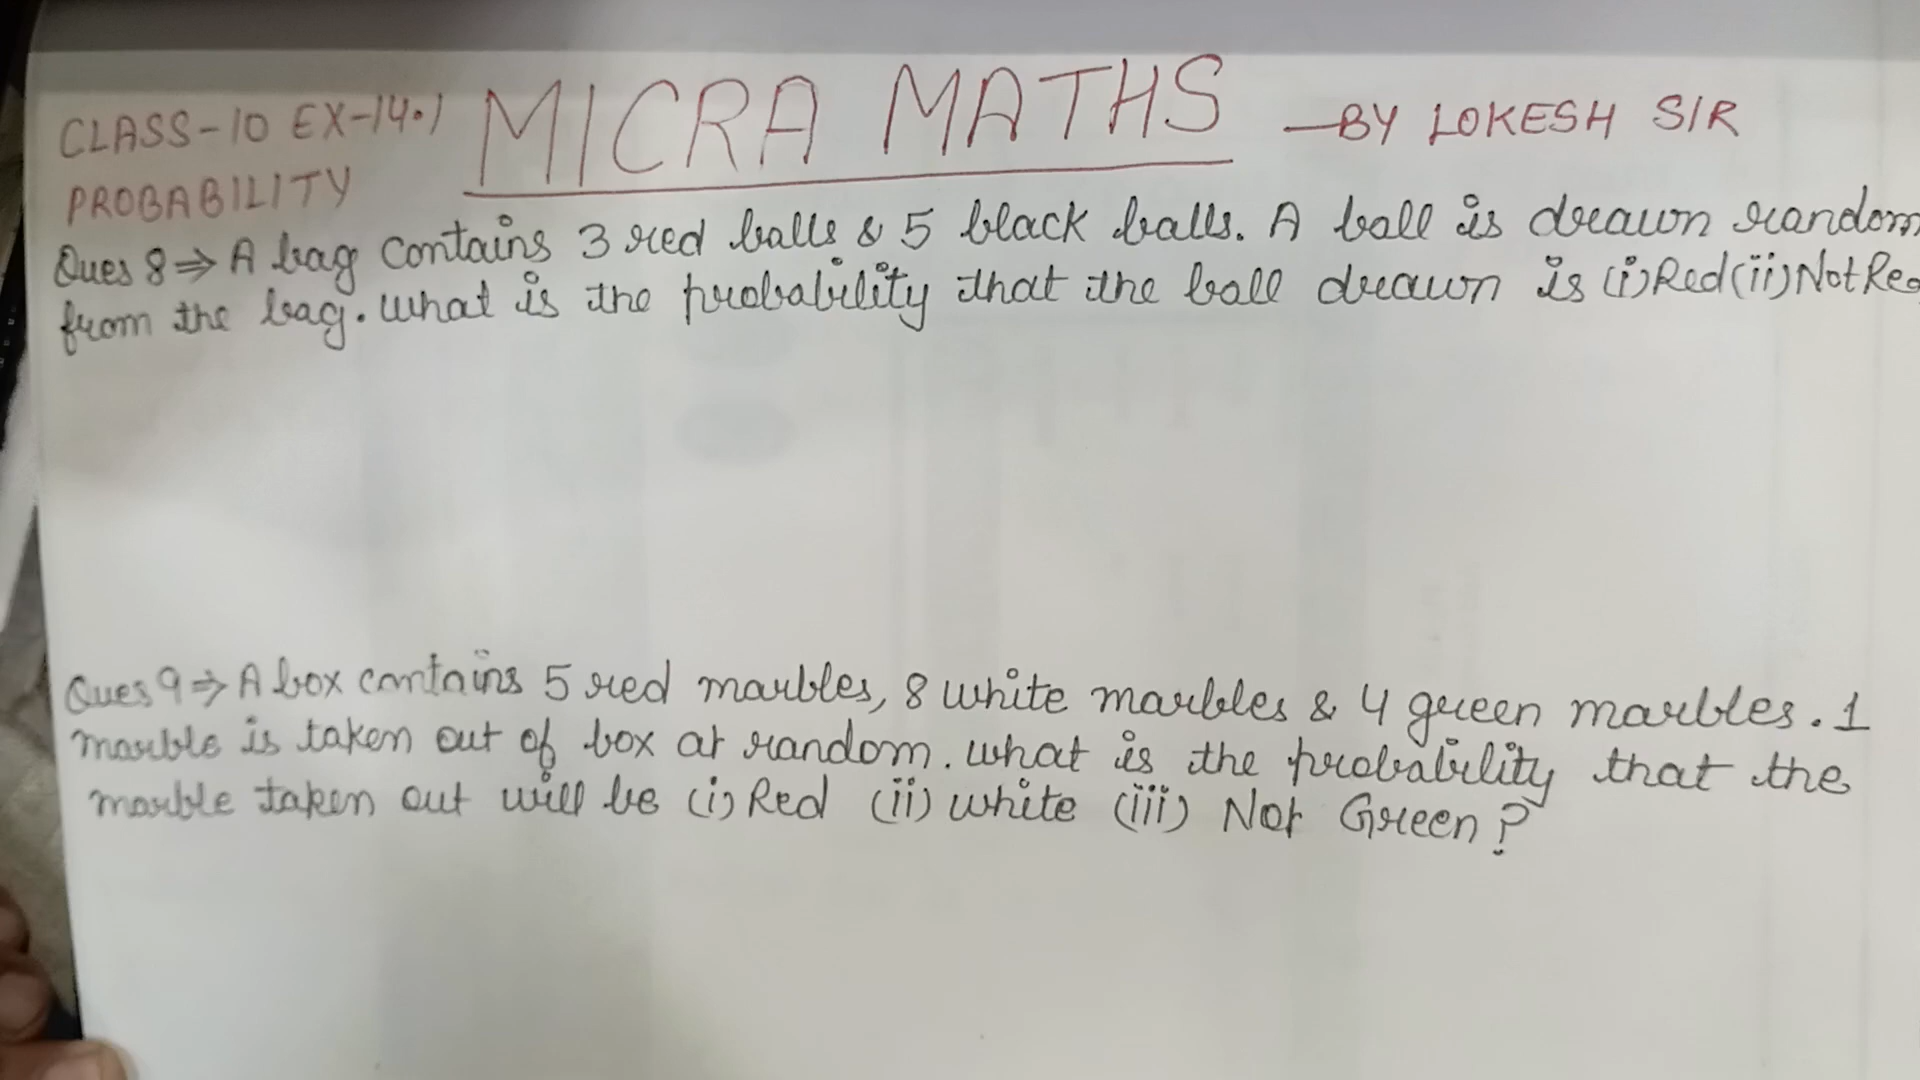 CLASS-10 EX-14.1 MICRA MATHS —BY LOKESH SIR
PROBABILITY
Ques 8⇒ A bag contains 3 red balls & 5 black balls. A ball is drawn random
from the bag. What is the probability that the ball drawn is (i) Red (ii) Not Red
Ques 9⇒ A box contains 5 red marbles, 8 white marbles & 4 green marbles. 1
marble is taken out of box at random. what is the probability that the
marble taken out will be (i) Red (ii) white (iii) Not Green?